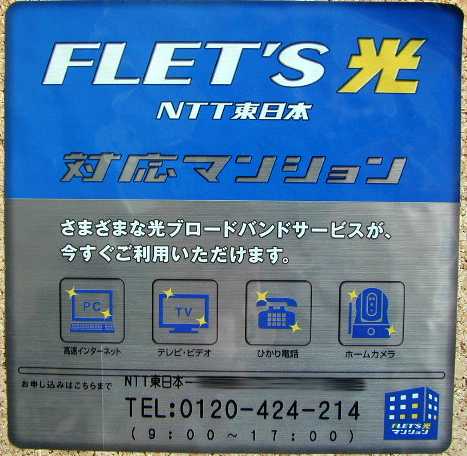 FLET'S 光
NTT東日本
対応マンション
さまざまな光ブロードバンドサービスが、
今すぐご利用いただけます。
PC TV
高速インターネット テレビ・ビデオ ひかり電話 ホームカメラ
お申し込みはこちらまで
NTT東日本
TEL:0120-424-214
(9:00～17:00)
FLET'S光
マンション